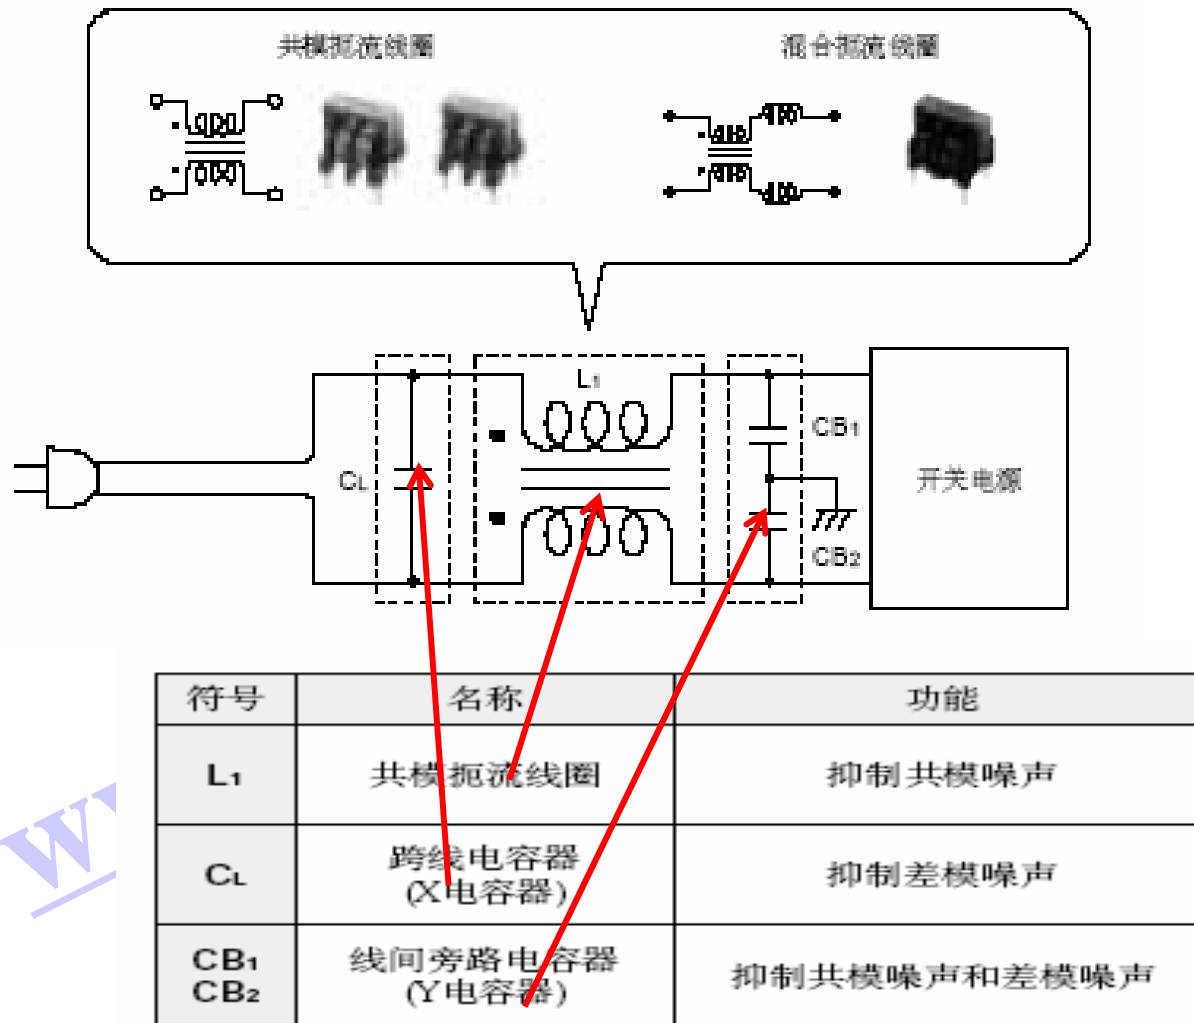 共模扼流线圈
混合扼流线圈
L1
CL
CB1
CB2
开关电源
符号 名称 功能
L1 共模扼流线圈 抑制共模噪声
CL 跨线电容器 抑制差模噪声
(X电容器)
CB1 线间旁路电容器 抑制共模噪声和差模噪声
CB2 (Y电容器)